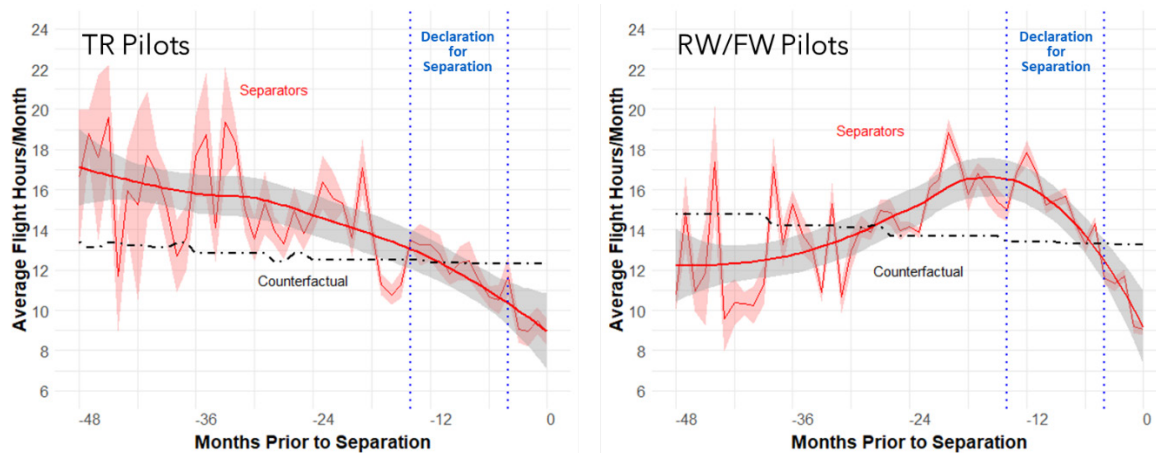 TR Pilots
Declaration
for
Separation
Separators
Counterfactual
24
22
20
18
16
14
12
10
8
6
-48
-36
-24
-12
0
Average Flight Hours/Month
Months Prior to Separation
RW/FW Pilots
Declaration
for
Separation
Separators
Counterfactual
24
22
20
18
16
14
12
10
8
6
-48
-36
-24
-12
0
Average Flight Hours/Month
Months Prior to Separation